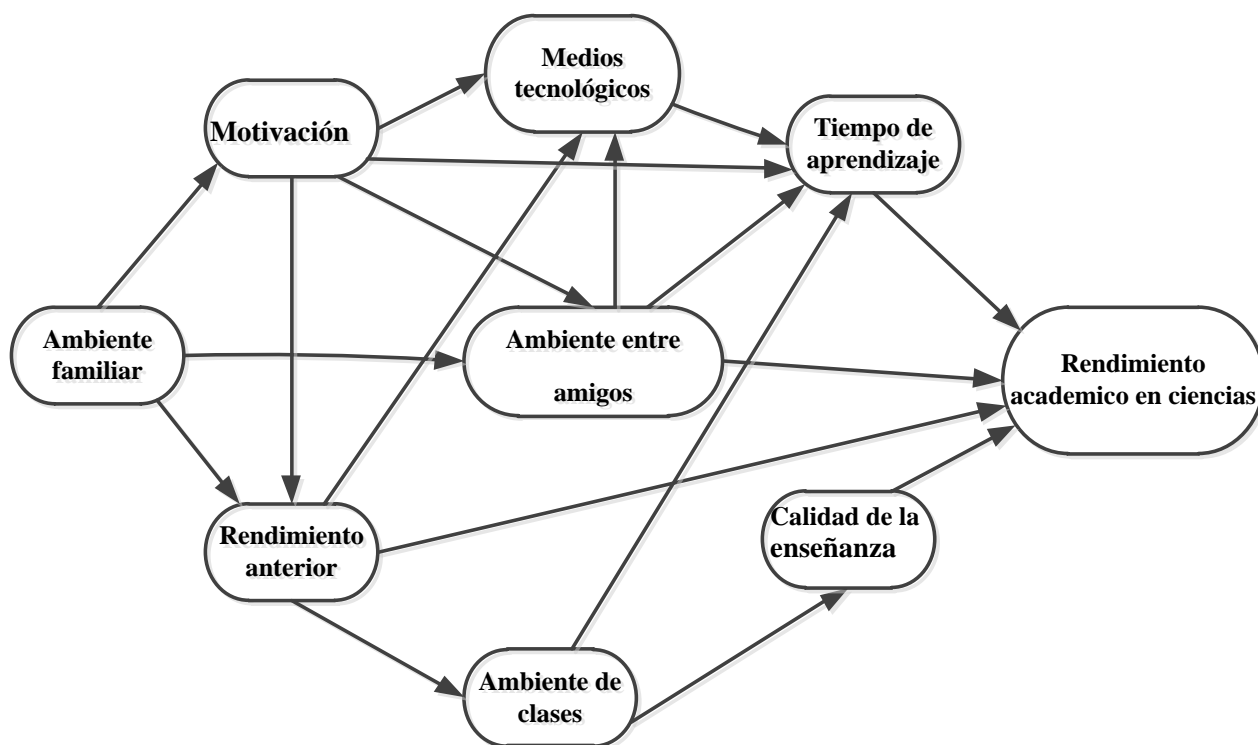 Medios
tecnológicos
Motivación
Tiempo de
aprendizaje
Ambiente
familiar
Ambiente entre
amigos
Rendimiento
academico en ciencias
Rendimiento
anterior
Calidad de la
enseñanza
Ambiente de
clases